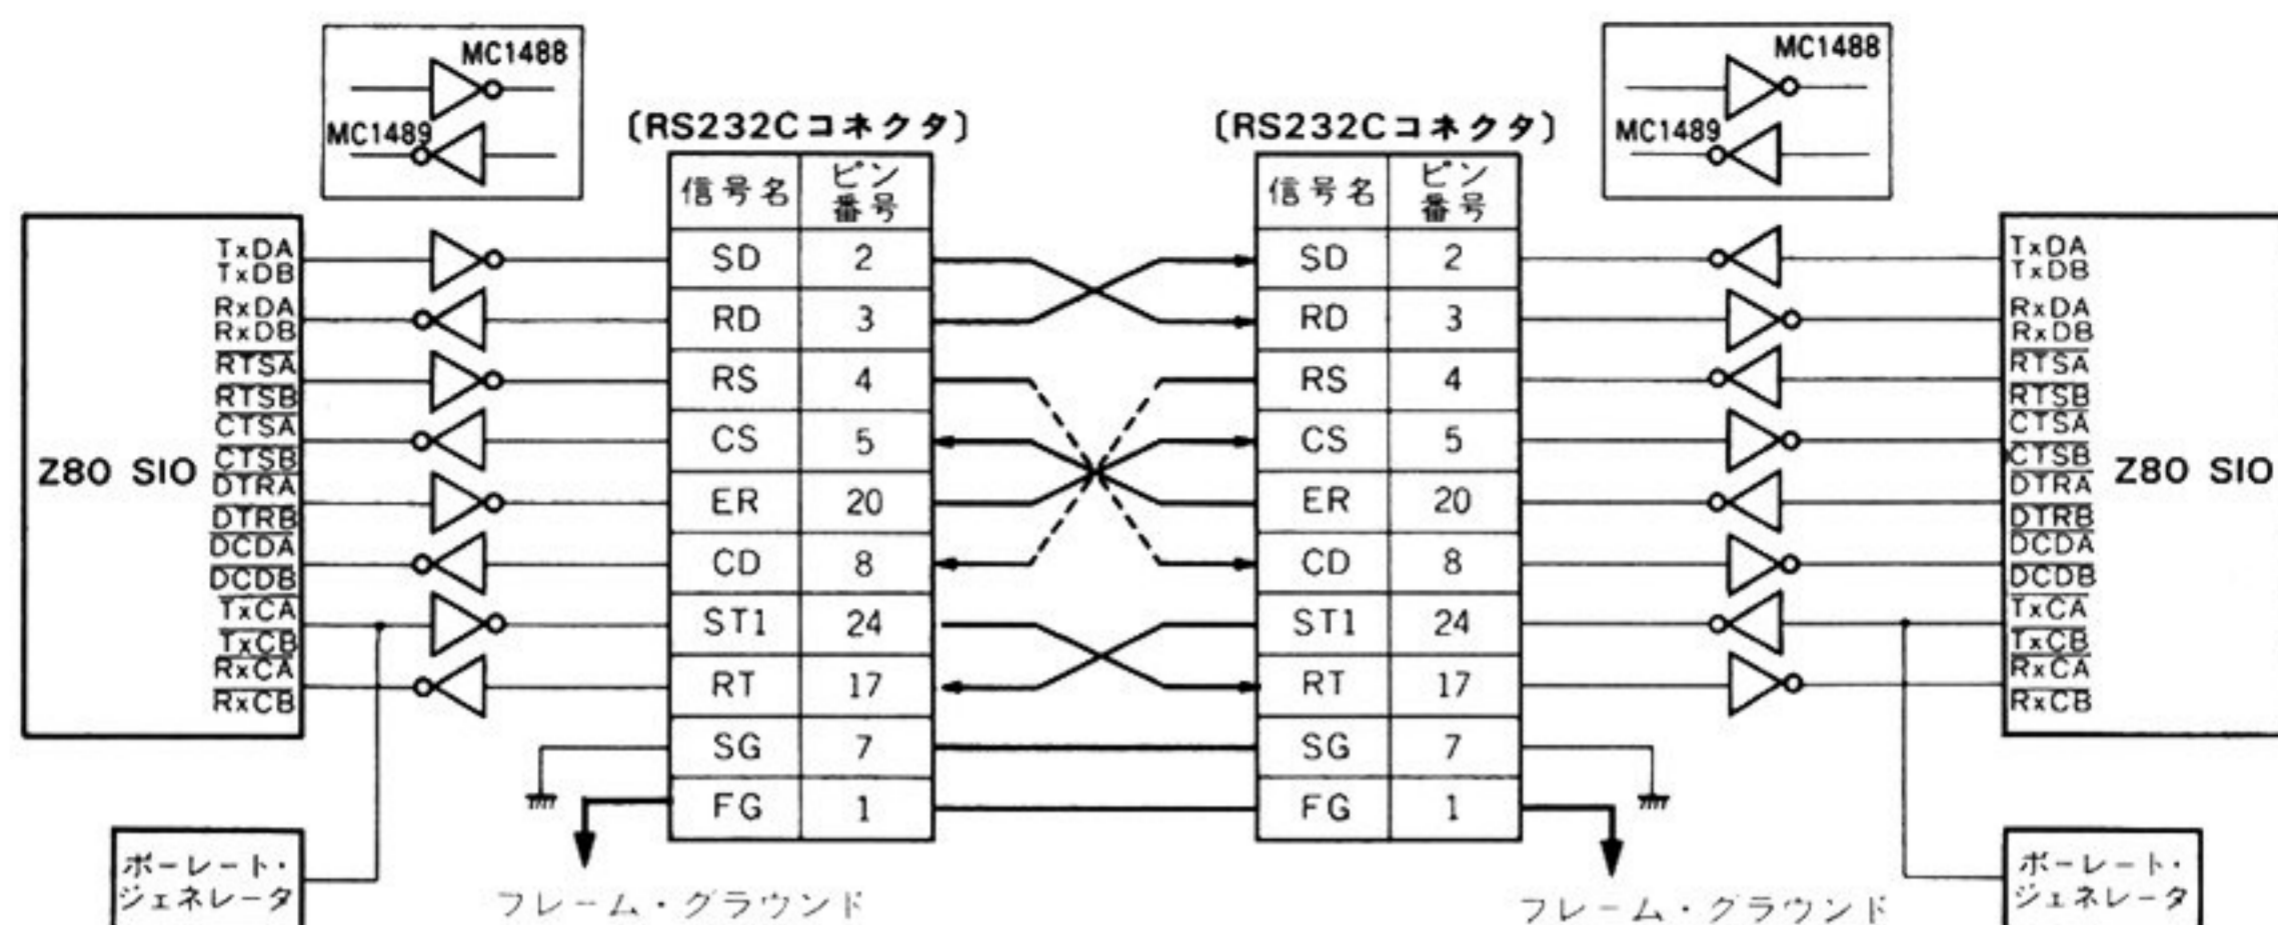 MC1488
MC1489
MC1488
MC1489
〔RS232Cコネクタ〕
〔RS232Cコネクタ〕
信号名 ピン番号
SD 2
RD 3
RS 4
CS 5
ER 20
CD 8
ST1 24
RT 17
SG 7
FG 1
信号名 ピン番号
SD 2
RD 3
RS 4
CS 5
ER 20
CD 8
ST1 24
RT 17
SG 7
FG 1
Z80 SIO
TxDA
TxDB
RxDA
RxDB
RTSA
RTSB
CTSA
CTSB
DTRA
DTRB
DCDA
DCDB
TxCA
TxCB
RxCA
RxCB
TxDA
TxDB
RxDA
RxDB
RTSA
RTSB
CTSA
CTSB
DTRA
DTRB
DCDA
DCDB
TxCA
TxCB
RxCA
RxCB
Z80 SIO
ボーレート・
ジェネレータ
フレーム・グラウンド
フレーム・グラウンド
ボーレート・
ジェネレータ